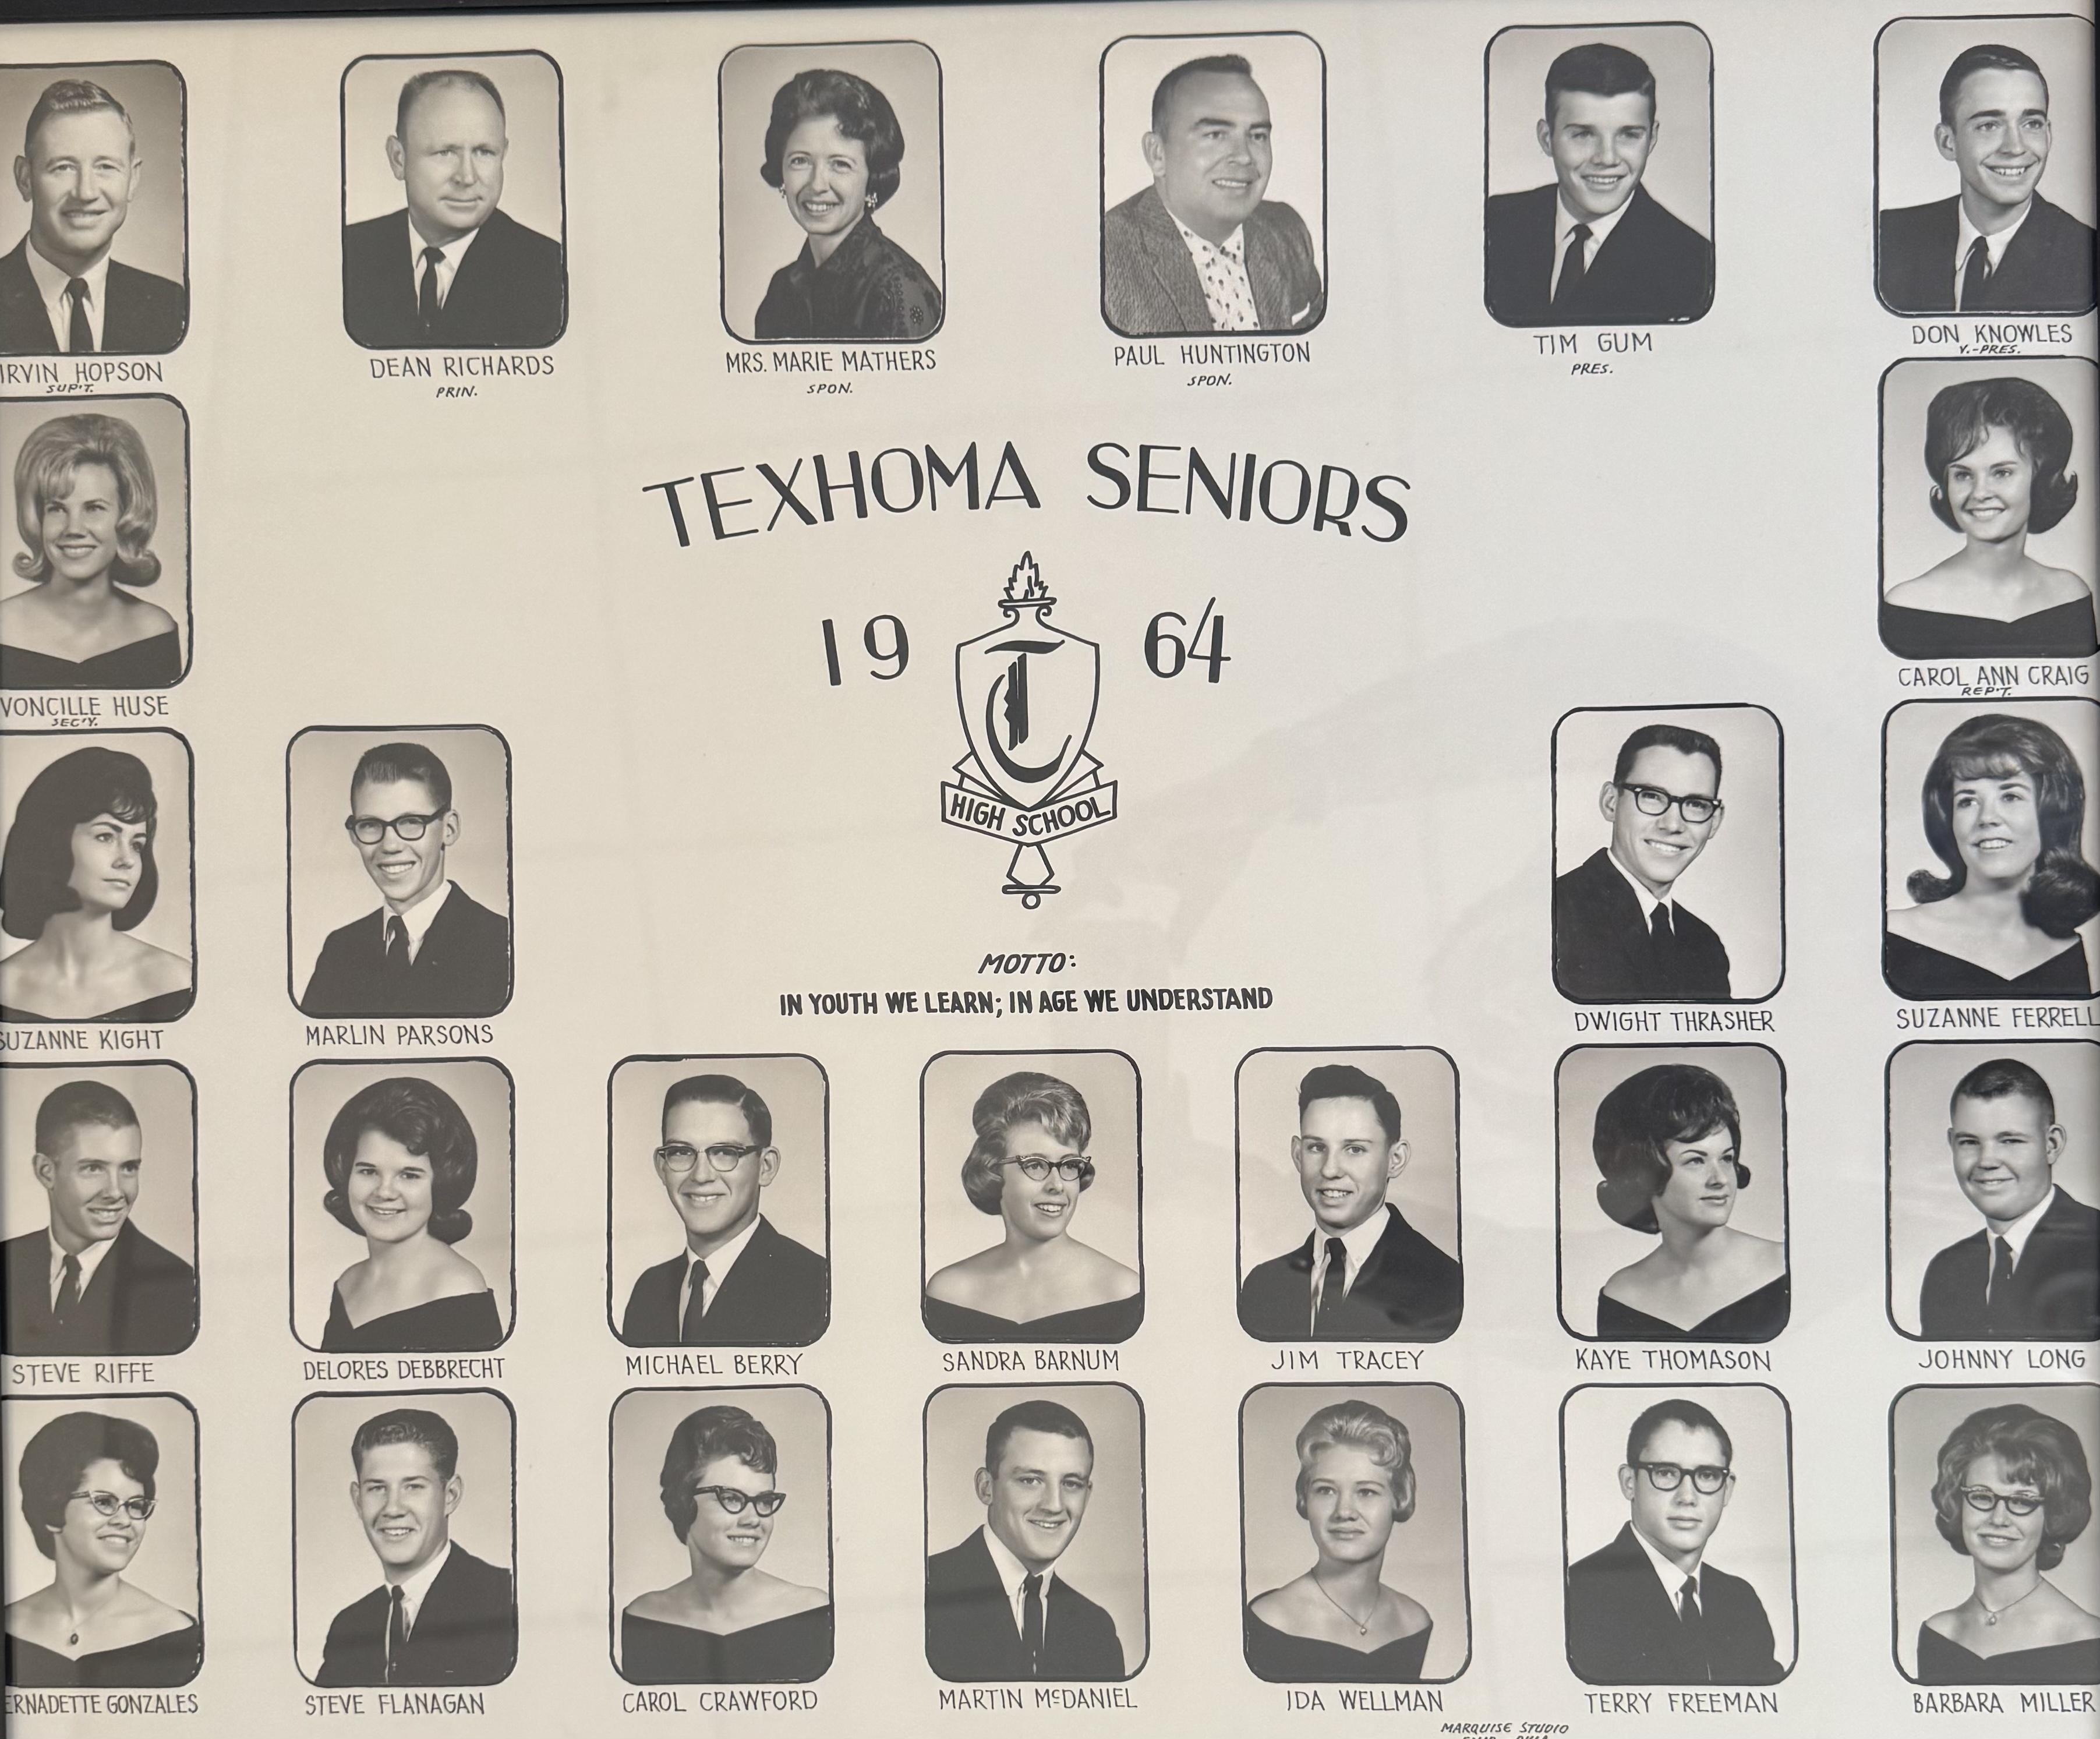 IRVIN HOPSON
SUP'T.
DEAN RICHARDS
PRIN.
MRS. MARIE MATHERS
SPON.
PAUL HUNTINGTON
SPON.
TIM GUM
PRES.
DON KNOWLES
V.-PRES.
TEXHOMA SENIORS
1964
T
HIGH SCHOOL
VONCILLE HUSE
SEC'Y.
CAROL ANN CRAIG
REP'T.
MOTTO:
IN YOUTH WE LEARN; IN AGE WE UNDERSTAND
SUZANNE KIGHT
MARLIN PARSONS
DWIGHT THRASHER
SUZANNE FERRELL
STEVE RIFFE
DELORES DEBBRECHT
MICHAEL BERRY
SANDRA BARNUM
JIM TRACEY
KAYE THOMASON
JOHNNY LONG
ERNADETTE GONZALES
STEVE FLANAGAN
CAROL CRAWFORD
MARTIN McDANIEL
IDA WELLMAN
TERRY FREEMAN
BARBARA MILLER
MARQUISE STUDIO